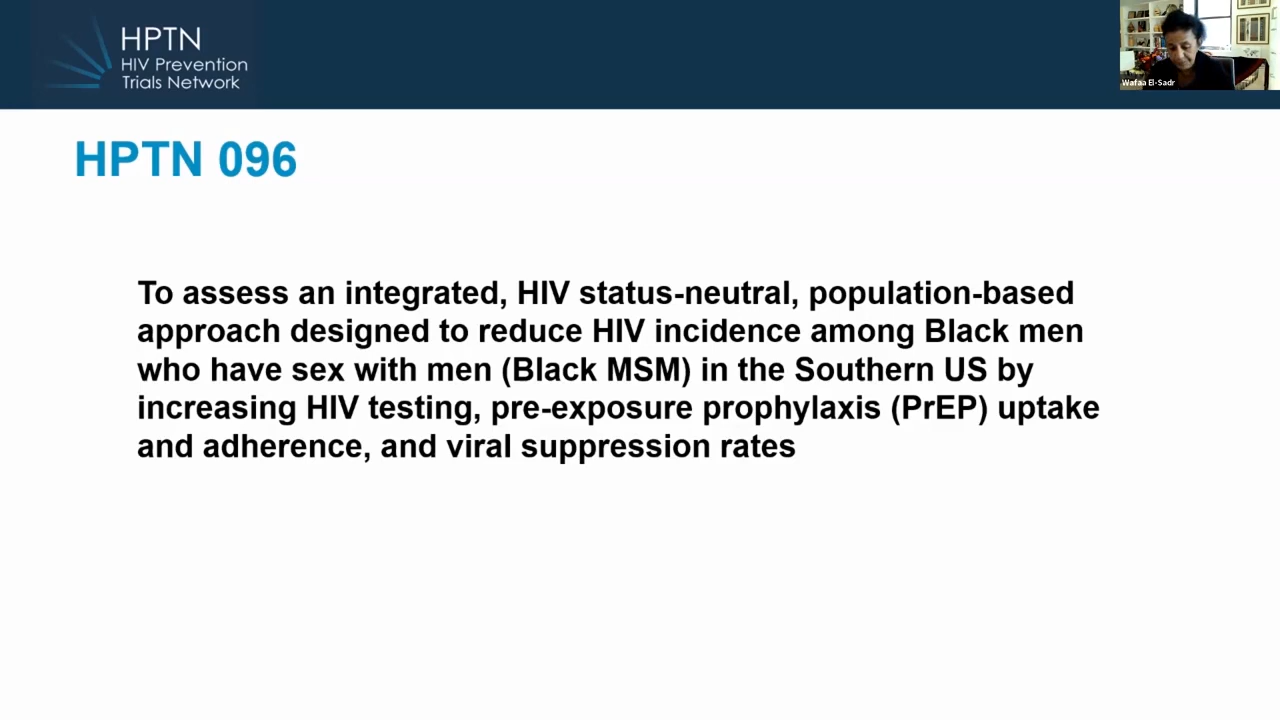 HPTN
HIV Prevention
Trials Network
Wafaa El-Sadr
HPTN 096
To assess an integrated, HIV status-neutral, population-based
approach designed to reduce HIV incidence among Black men
who have sex with men (Black MSM) in the Southern US by
increasing HIV testing, pre-exposure prophylaxis (PrEP) uptake
and adherence, and viral suppression rates